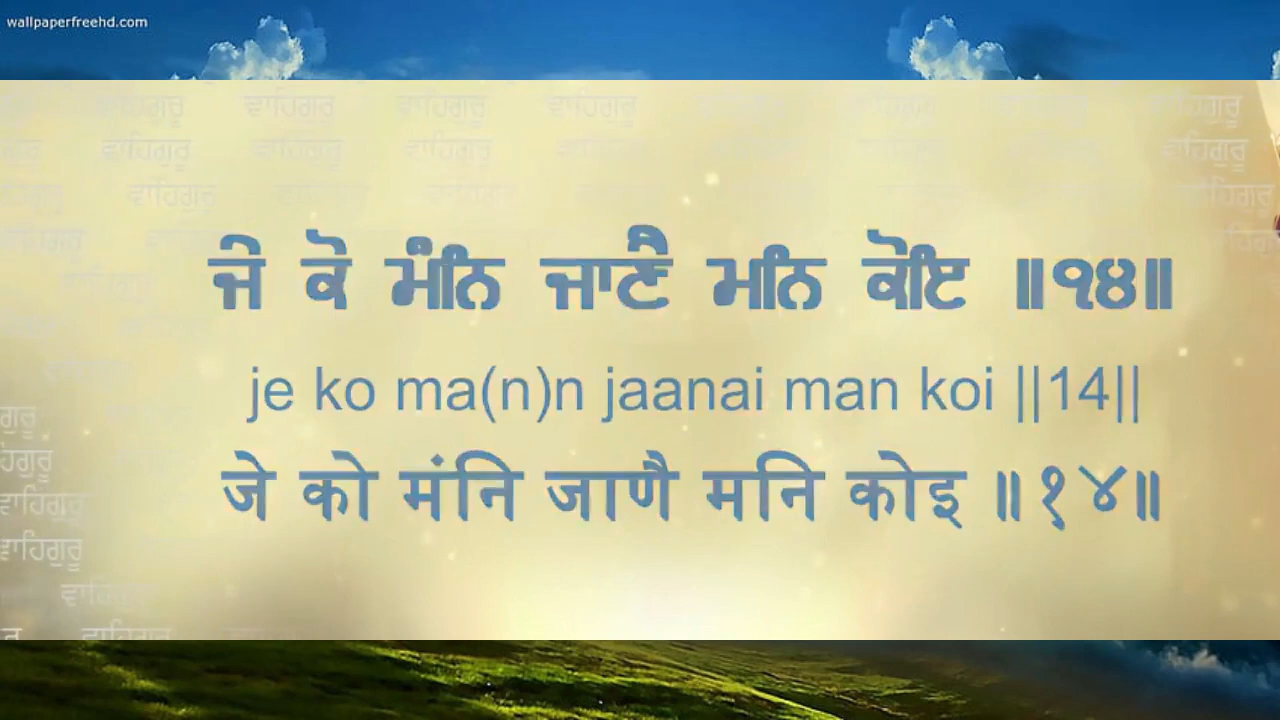 wallpaperfreehd.com
ਵਾਹਿਗੁਰੂ ਵਾਹਿਗੁਰੂ ਵਾਹਿਗੁਰੂ ਵਾਹਿਗੁਰੂ ਵਾਹਿਗੁਰੂ ਵਾਹਿਗੁਰੂ ਵਾਹਿਗੁਰੂ ਵਾਹਿਗੁਰੂ
ਵਾਹਿਗੁਰੂ ਵਾਹਿਗੁਰੂ ਵਾਹਿਗੁਰੂ ਵਾਹਿਗੁਰੂ ਵਾਹਿਗੁਰੂ ਵਾਹਿਗੁਰੂ ਵਾਹਿਗੁਰੂ
ਵਾਹਿਗੁਰੂ ਵਾਹਿਗੁਰੂ ਵਾਹਿਗੁਰੂ ਵਾਹਿਗੁਰੂ ਵਾਹਿਗੁਰੂ ਵਾਹਿਗੁਰੂ ਵਾਹਿਗੁਰੂ
ਜੇ ਕੋ ਮੰਨਿ ਜਾਣੈ ਮਨਿ ਕੋਇ ॥੧੪॥
je ko ma(n)n jaanai man koi ||14||
जे को मंनि जाणै मनि कोइ ॥१४॥
ਵਾਹਿਗੁਰੂ
ਵਾਹਿਗੁਰੂ
ਵਾਹਿਗੁਰੂ
ਵਾਹਿਗੁਰੂ